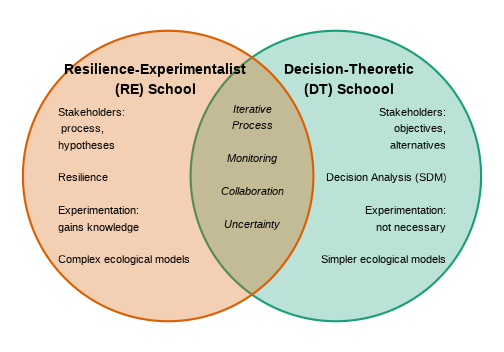 Resilience-Experimentalist
(RE) School
Stakeholders:
process,
hypotheses
Resilience
Experimentation:
gains knowledge
Complex ecological models
Iterative
Process
Monitoring
Collaboration
Uncertainty
Decision-Theoretic
(DT) Schoool
Stakeholders:
objectives,
alternatives
Decision Analysis (SDM)
Experimentation:
not necessary
Simpler ecological models